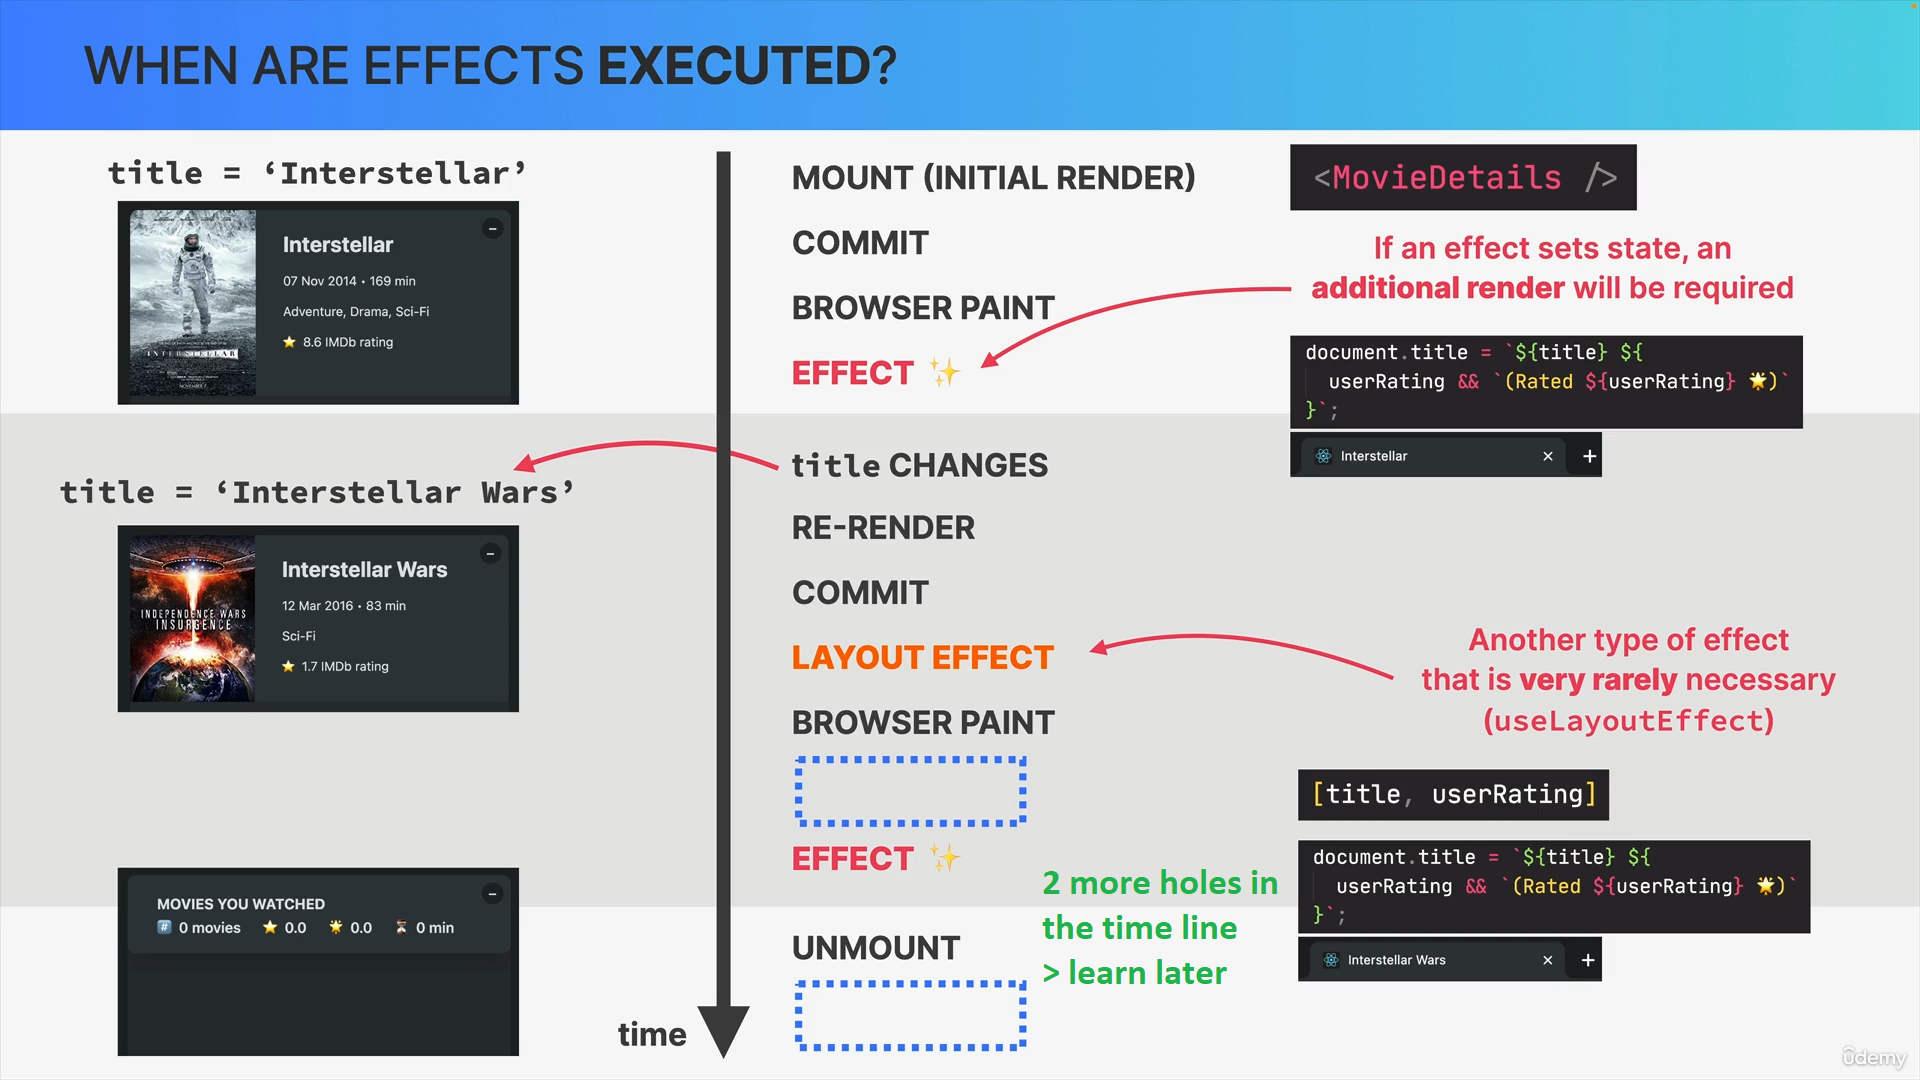 WHEN ARE EFFECTS EXECUTED?
title = ‘Interstellar’
Interstellar
07 Nov 2014 • 169 min
Adventure, Drama, Sci-Fi
⭐ 8.6 IMDb rating
INTERSTELLAR
MOUNT (INITIAL RENDER)
COMMIT
BROWSER PAINT
EFFECT ✨
<MovieDetails />
If an effect sets state, an
additional render will be required
document.title = `${title} ${
userRating && `(Rated ${userRating} 🌟)`
}`;
Interstellar × +
title = ‘Interstellar Wars’
Interstellar Wars
12 Mar 2016 • 83 min
Sci-Fi
⭐ 1.7 IMDb rating
INDEPENDENCE WARS
INSURGENCE
title CHANGES
RE-RENDER
COMMIT
LAYOUT EFFECT
BROWSER PAINT
EFFECT ✨
Another type of effect
that is very rarely necessary
(useLayoutEffect)
[title, userRating]
document.title = `${title} ${
userRating && `(Rated ${userRating} 🌟)`
}`;
Interstellar Wars × +
MOVIES YOU WATCHED
#️⃣ 0 movies ⭐ 0.0 🌟 0.0 ⏳ 0 min
UNMOUNT
2 more holes in
the time line
> learn later
time
ûdemy